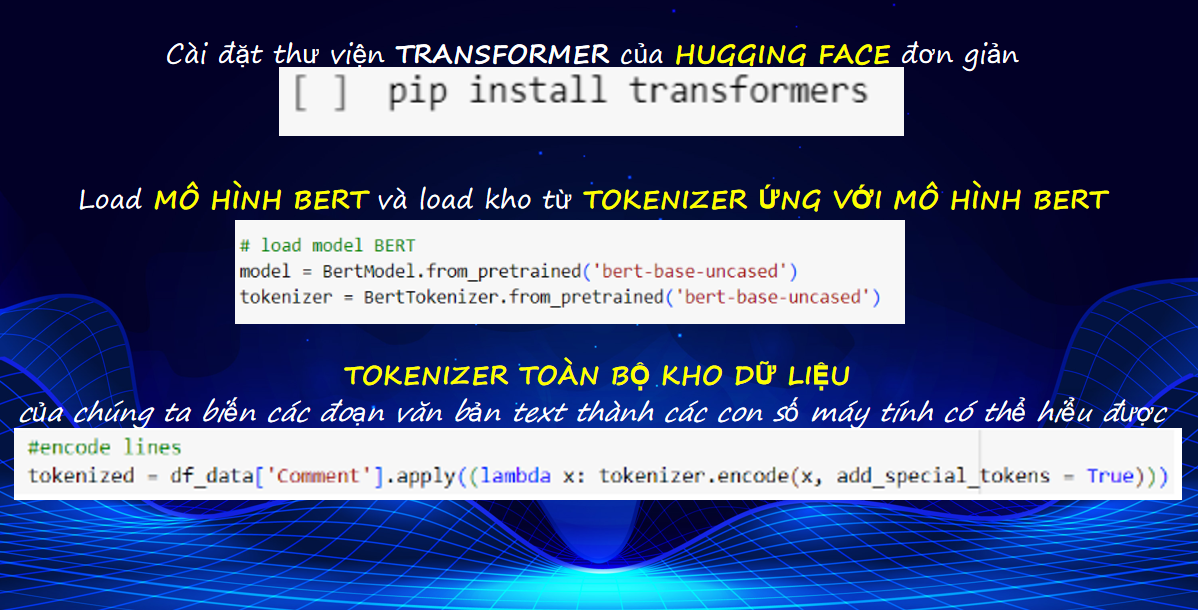 Cài đặt thư viện TRANSFORMER của HUGGING FACE đơn giản
[ ] pip install transformers
Load MÔ HÌNH BERT và load kho từ TOKENIZER ỨNG VỚI MÔ HÌNH BERT
# load model BERT
model = BertModel.from_pretrained('bert-base-uncased')
tokenizer = BertTokenizer.from_pretrained('bert-base-uncased')
TOKENIZER TOÀN BỘ KHO DỮ LIỆU
của chúng ta biến các đoạn văn bản text thành các con số máy tính có thể hiểu được
#encode lines
tokenized = df_data['Comment'].apply((lambda x: tokenizer.encode(x, add_special_tokens = True)))